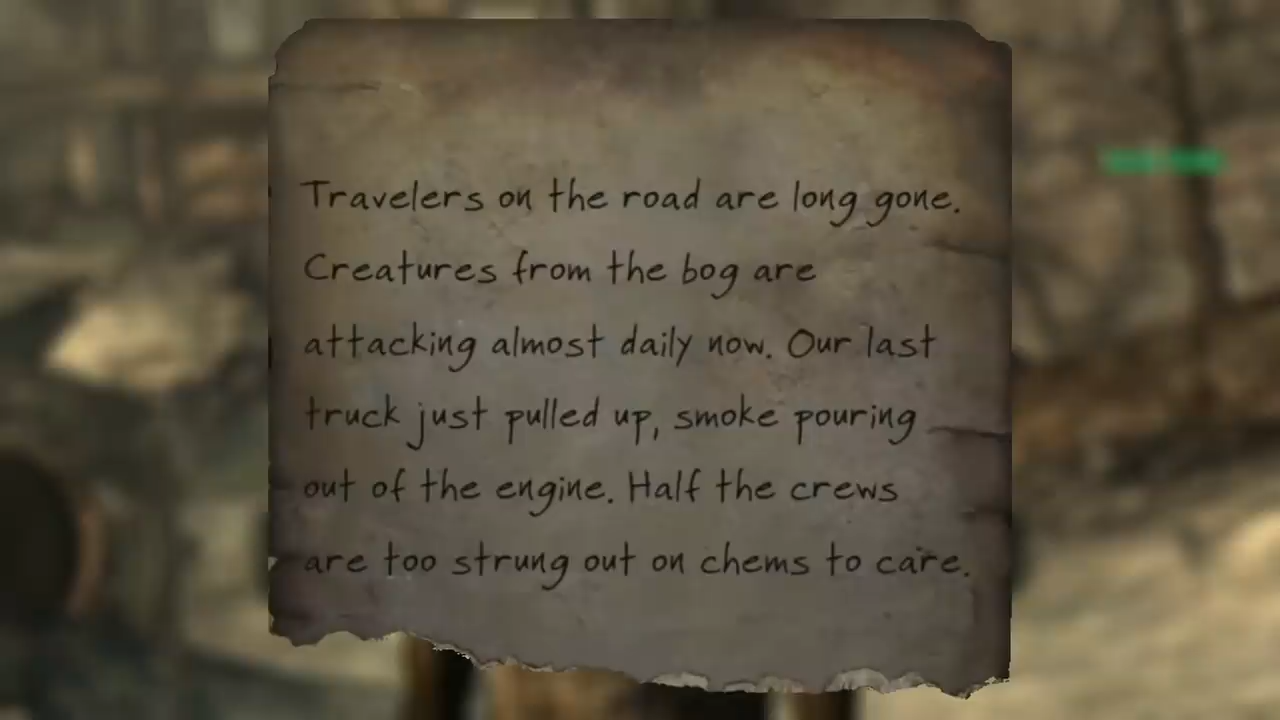 Travelers on the road are long gone.
Creatures from the bog are
attacking almost daily now. Our last
truck just pulled up, smoke pouring
out of the engine. Half the crews
are too strung out on chems to care.